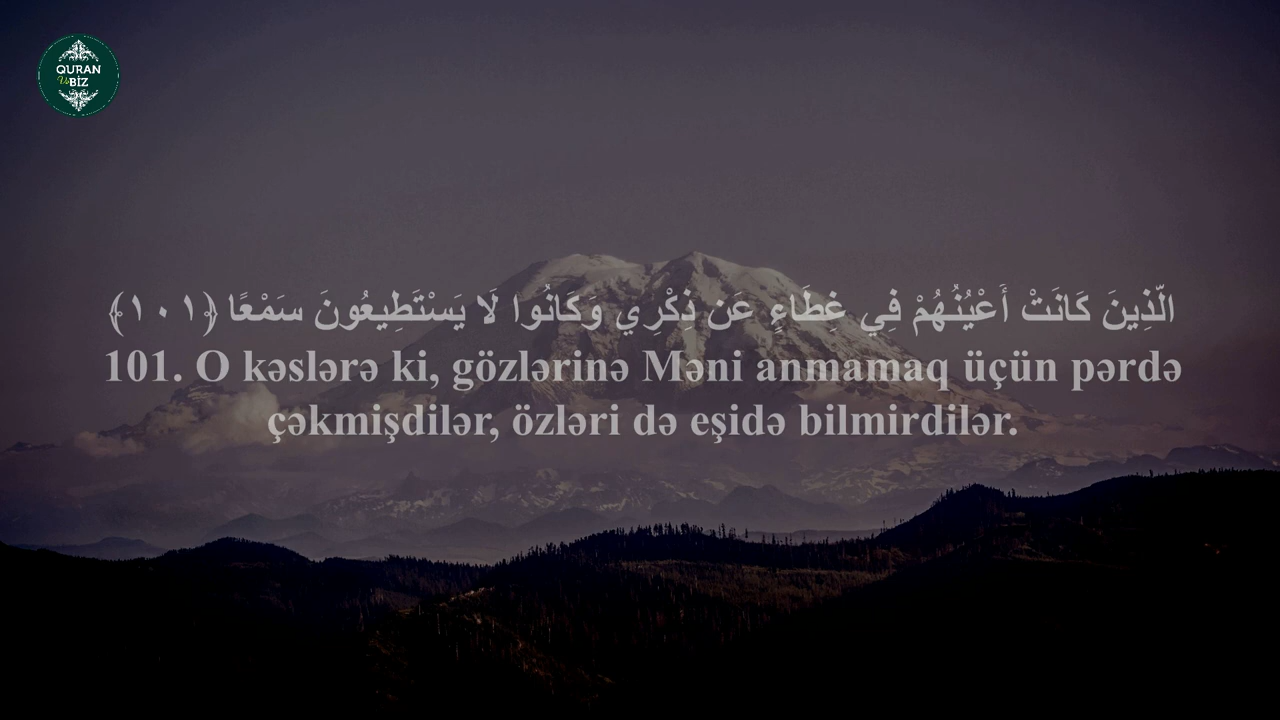 QURAN
Və
BİZ
الَّذِينَ كَانَتْ أَعْيُنُهُمْ فِي غِطَاءٍ عَن ذِكْرِي وَكَانُوا لَا يَسْتَطِيعُونَ سَمْعًا ﴿١٠١﴾
101. O kəslərə ki, gözlərinə Məni anmamaq üçün pərdə
çəkmişdilər, özləri də eşidə bilmirdilər.